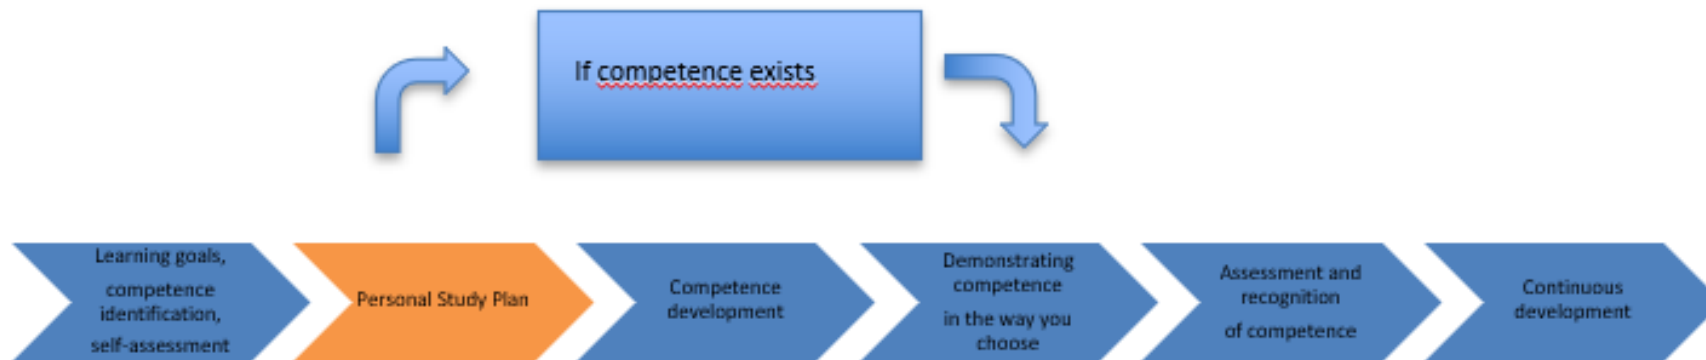 If competence exists
Learning goals,
competence
identification,
self-assessment
Personal Study Plan
Competence
development
Demonstrating
competence
in the way you
choose
Assessment and
recognition
of competence
Continuous
development